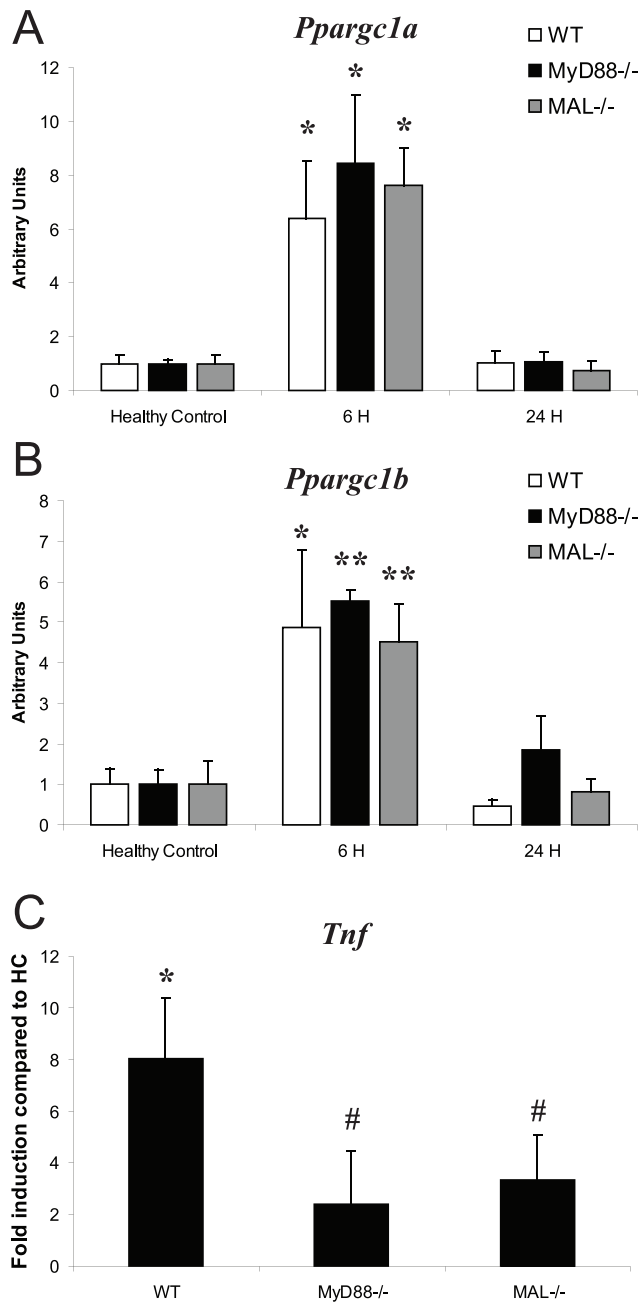 A
Ppargc1a
WT
MyD88-/-
MAL-/-
Arbitrary Units
12
10
8
6
4
2
0
*
*
*
Healthy Control
6 H
24 H
B
Ppargc1b
WT
MyD88-/-
MAL-/-
Arbitrary Units
8
7
6
5
4
3
2
1
0
*
**
**
Healthy Control
6 H
24 H
C
Tnf
Fold induction compared to HC
12
10
8
6
4
2
0
*
#
#
WT
MyD88-/-
MAL-/-